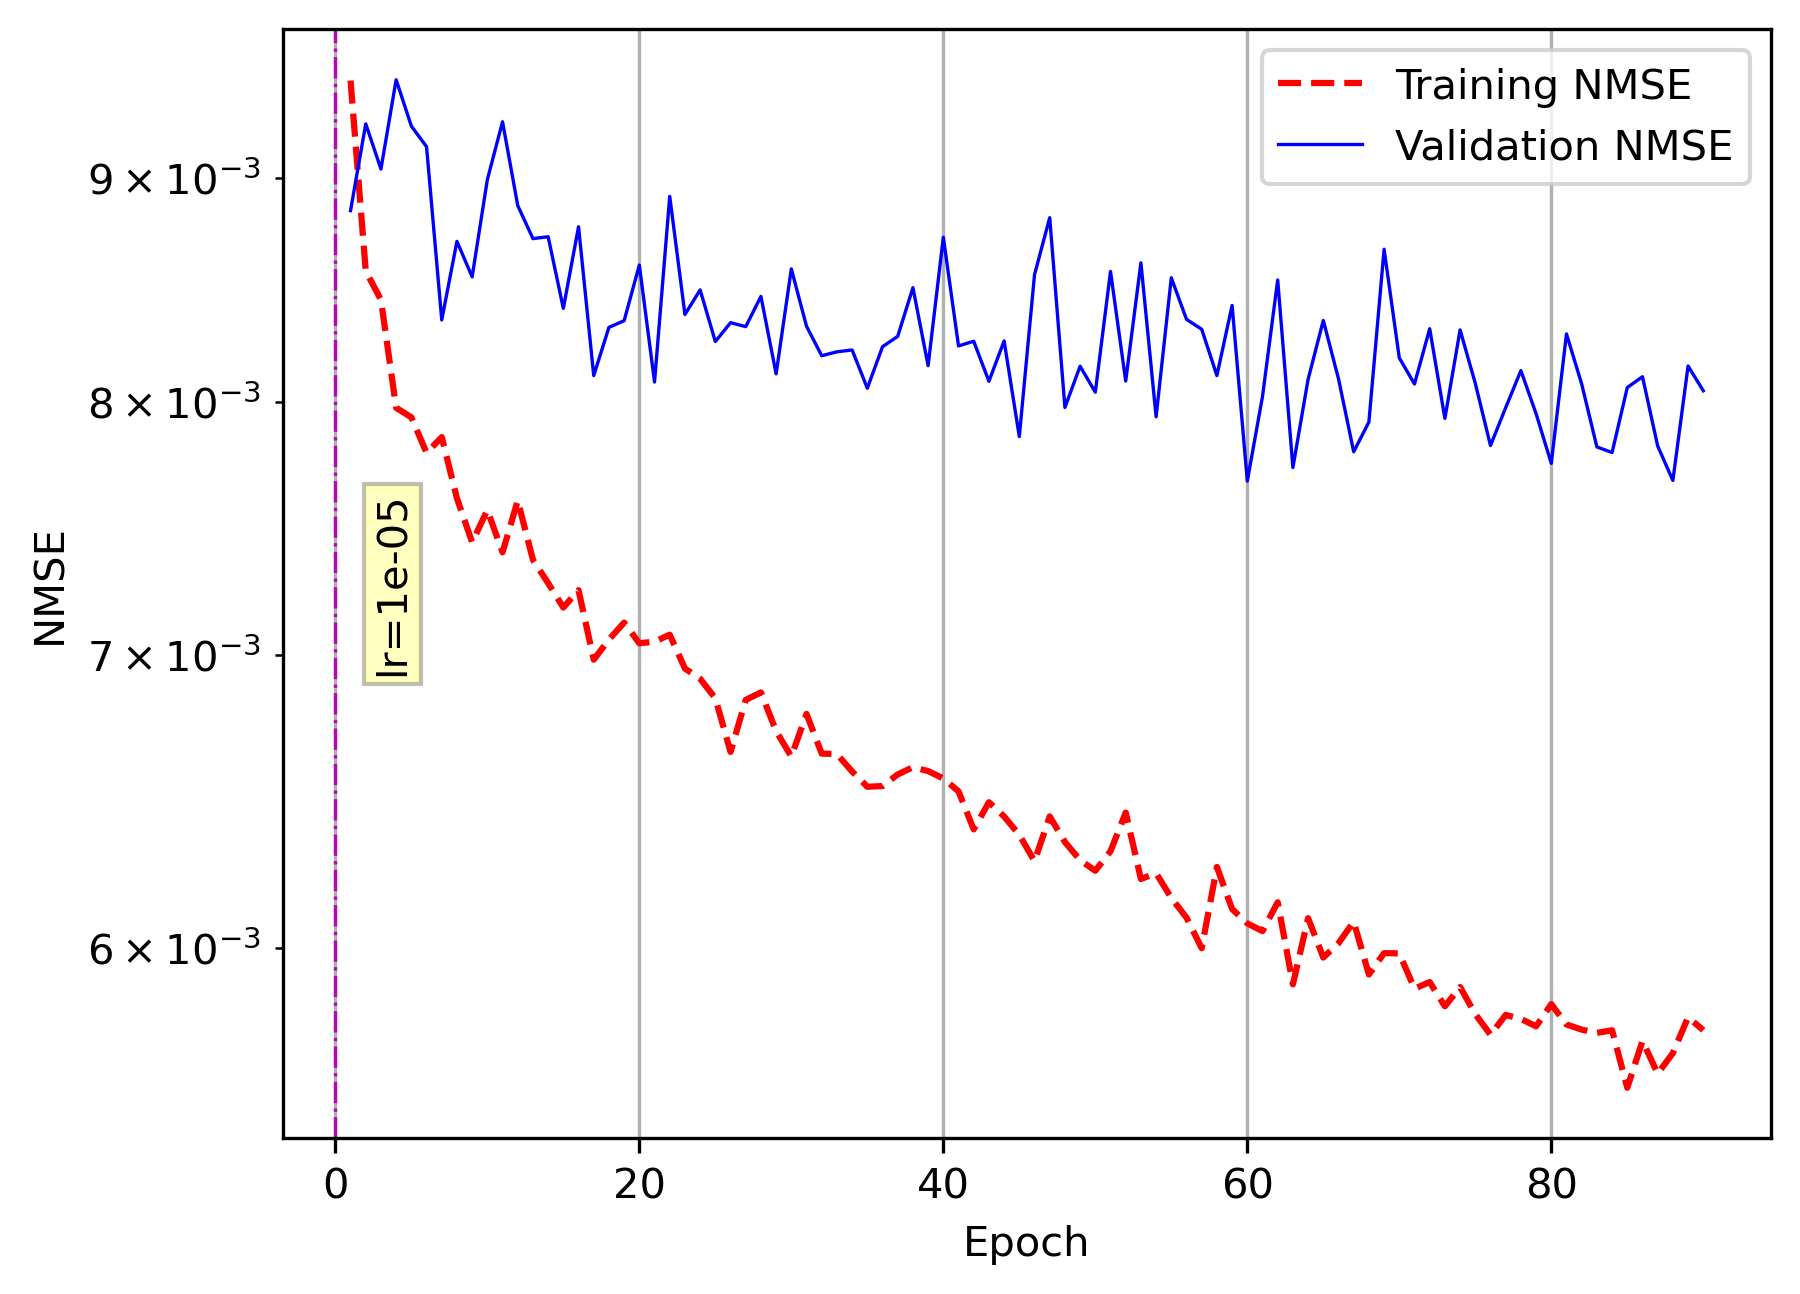 Training NMSE
Validation NMSE
9 × 10⁻³
8 × 10⁻³
7 × 10⁻³
6 × 10⁻³
NMSE
lr=1e-05
0 20 40 60 80
Epoch